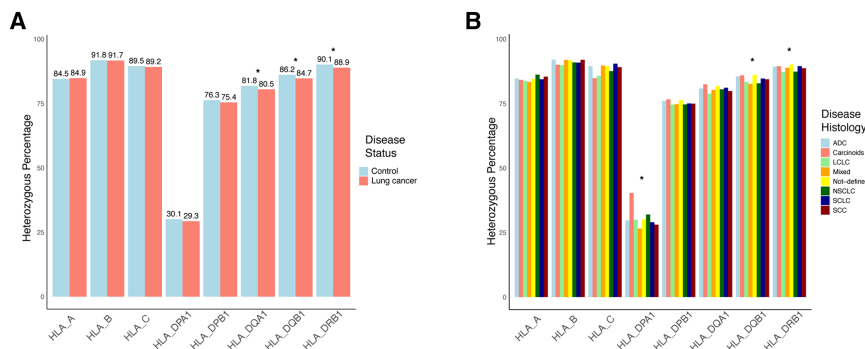 A
100
75
50
25
0
Heterozygous Percentage
84.5 84.9
91.8 91.7
89.5 89.2
30.1 29.3
76.3 75.4
81.8 80.5
86.2 84.7
90.1 88.9
*
*
*
HLA_A
HLA_B
HLA_C
HLA_DPA1
HLA_DPB1
HLA_DQA1
HLA_DQB1
HLA_DRB1
Disease
Status
Control
Lung cancer
B
100
75
50
25
0
Heterozygous Percentage
*
*
*
HLA_A
HLA_B
HLA_C
HLA_DPA1
HLA_DPB1
HLA_DQA1
HLA_DQB1
HLA_DRB1
Disease
Histology
ADC
Carcinoids
LCLC
Mixed
Not-define
NSCLC
SCLC
SCC